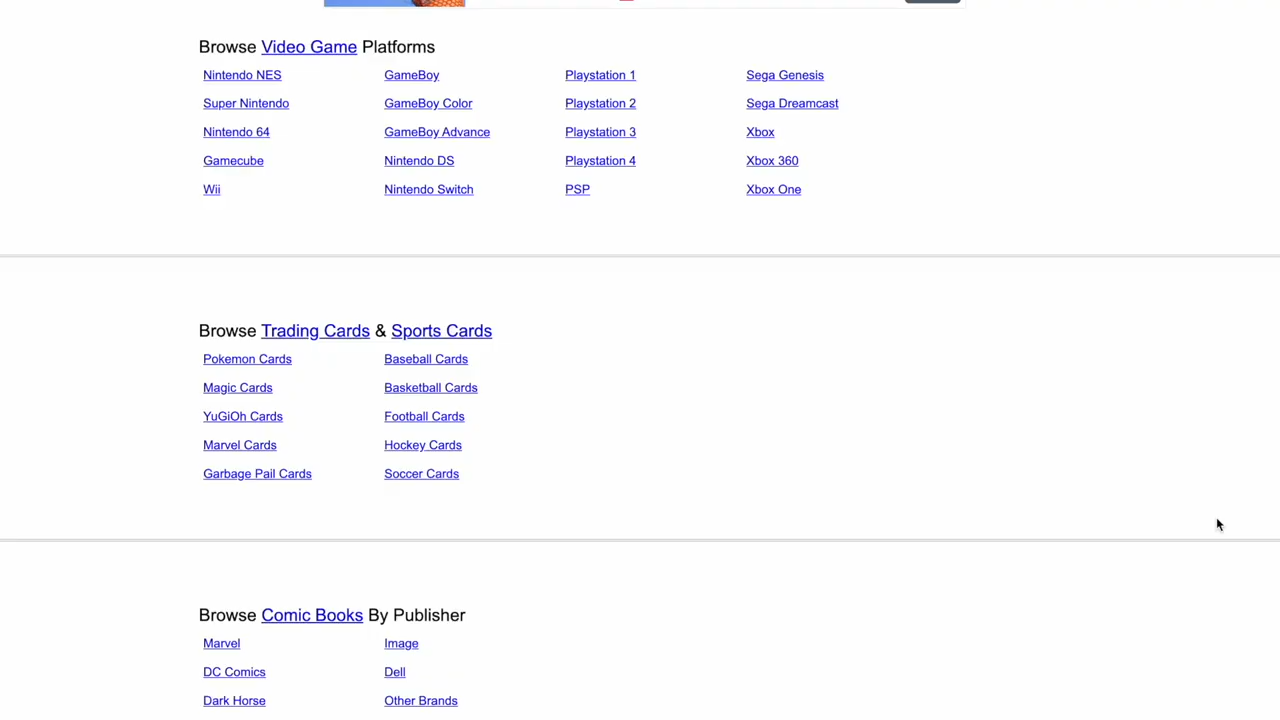 Browse Video Game Platforms
Nintendo NES GameBoy Playstation 1 Sega Genesis
Super Nintendo GameBoy Color Playstation 2 Sega Dreamcast
Nintendo 64 GameBoy Advance Playstation 3 Xbox
Gamecube Nintendo DS Playstation 4 Xbox 360
Wii Nintendo Switch PSP Xbox One
Browse Trading Cards & Sports Cards
Pokemon Cards Baseball Cards
Magic Cards Basketball Cards
YuGiOh Cards Football Cards
Marvel Cards Hockey Cards
Garbage Pail Cards Soccer Cards
Browse Comic Books By Publisher
Marvel Image
DC Comics Dell
Dark Horse Other Brands